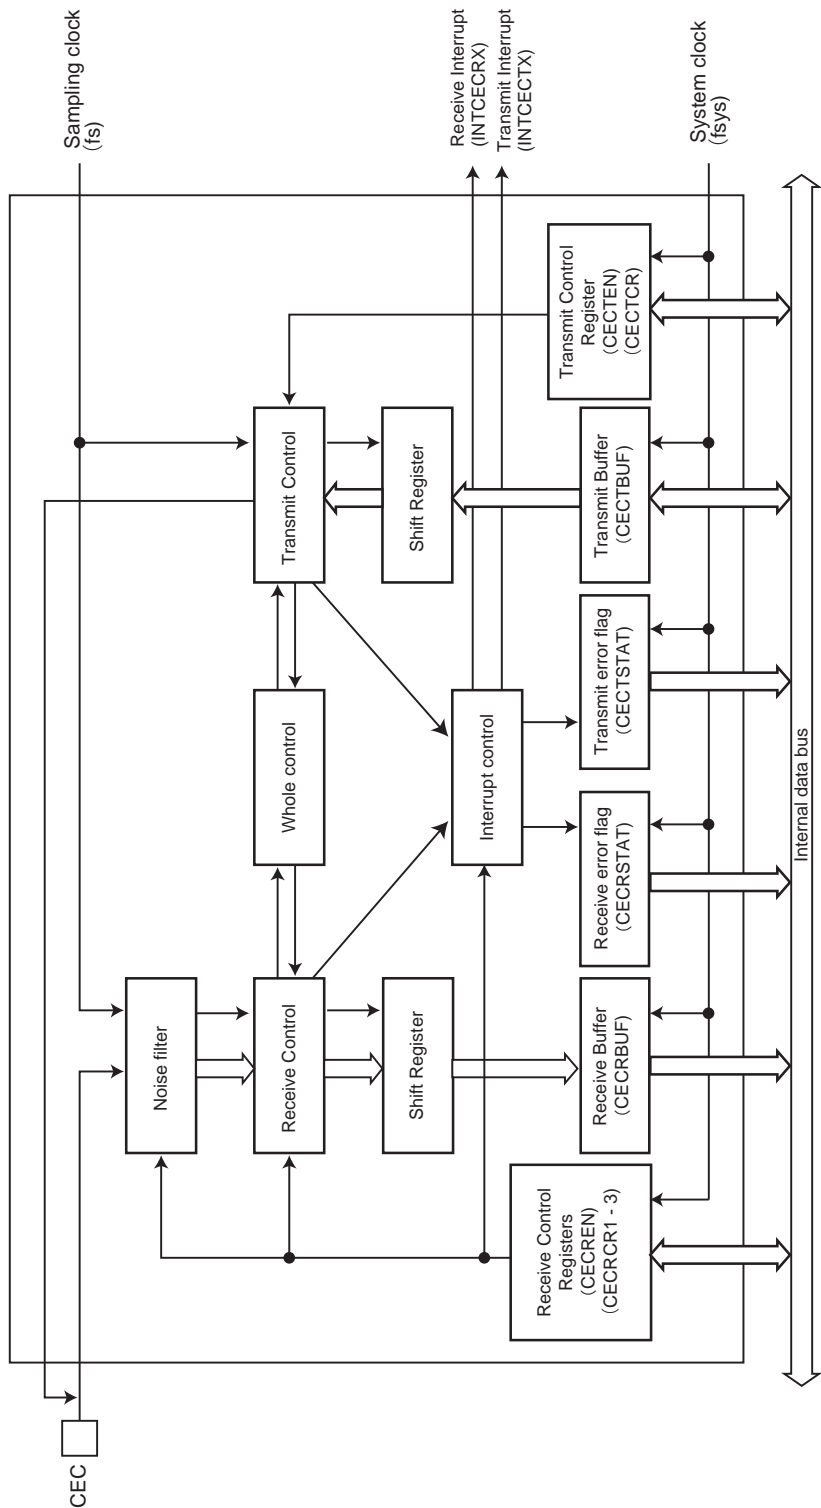 Sampling clock
(fs)
Receive Interrupt
(INTCECRX)
Transmit Interrupt
(INTCECTX)
System clock
(fsys)
CEC
Noise filter
Receive Control
Whole control
Transmit Control
Shift Register
Shift Register
Interrupt control
Receive Control
Registers
(CECREN)
(CECRCR1 - 3)
Receive Buffer
(CECRBUF)
Receive error flag
(CECRSTAT)
Transmit error flag
(CECTSTAT)
Transmit Buffer
(CECTBUF)
Transmit Control
Register
(CECTEN)
(CECTCR)
Internal data bus